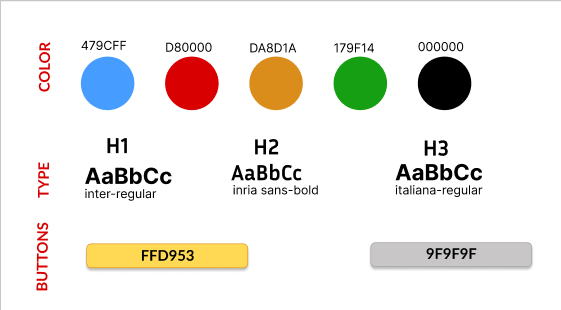 COLOR
479CFF
D80000
DA8D1A
179F14
000000
TYPE
H1
AaBbCc
inter-regular
H2
AaBbCc
inria sans-bold
H3
AaBbCc
italiana-regular
BUTTONS
FFD953
9F9F9F